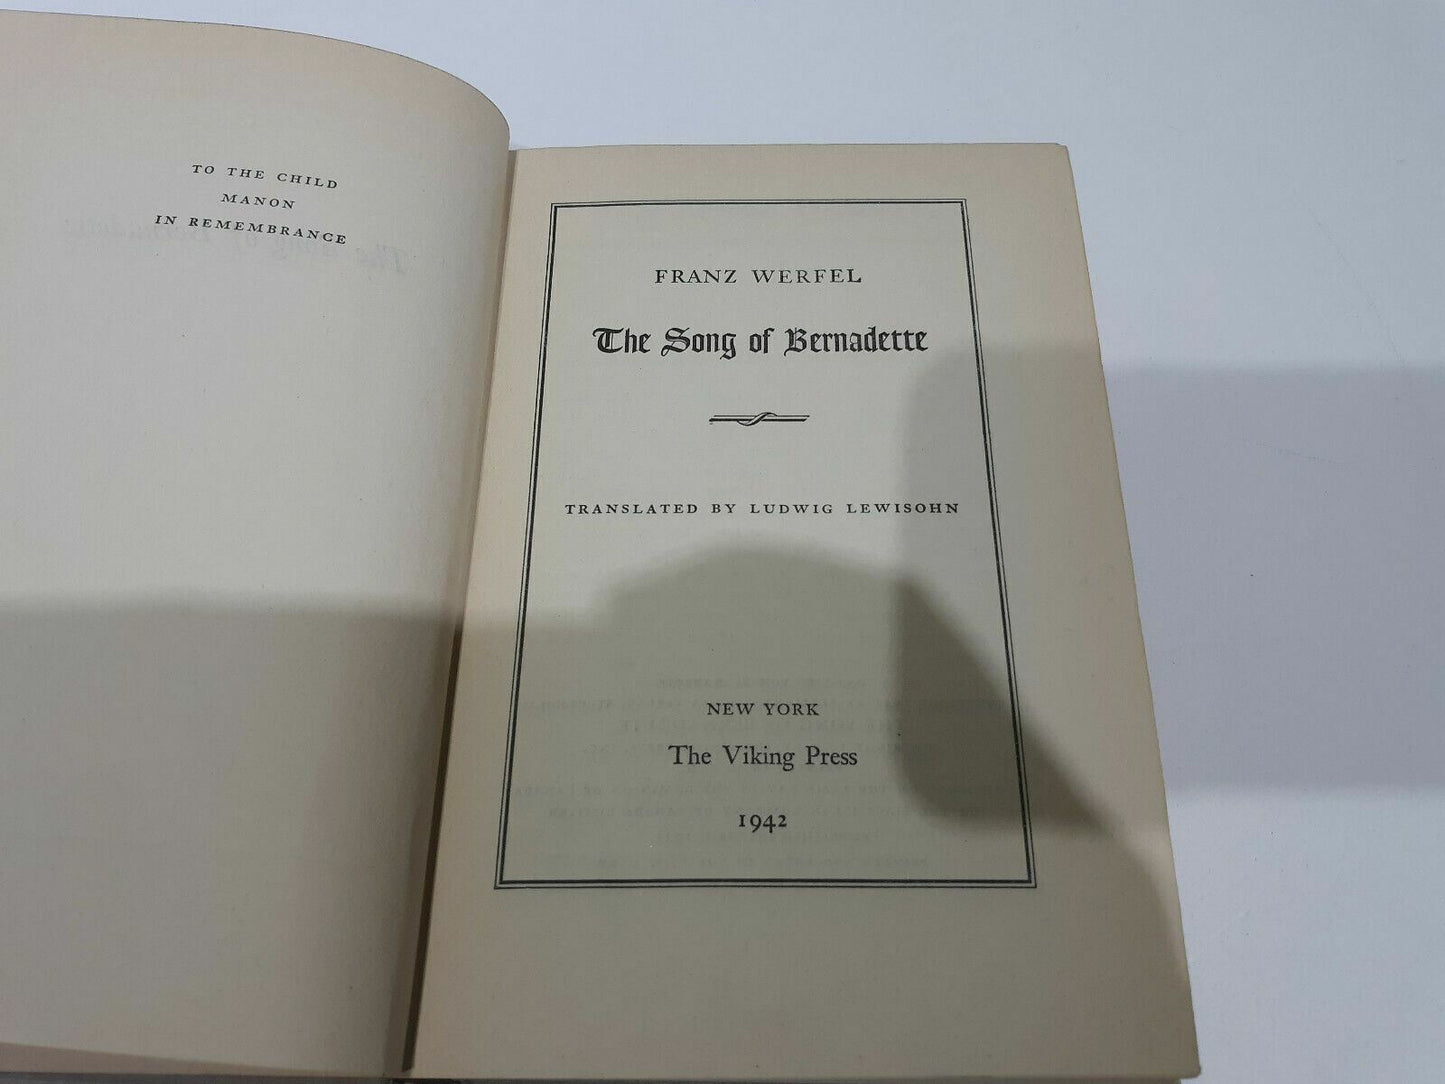 TO THE CHILD
MANON
IN REMEMBRANCE
FRANZ WERFEL
The Song of Bernadette
TRANSLATED BY LUDWIG LEWISOHN
NEW YORK
The Viking Press
1942